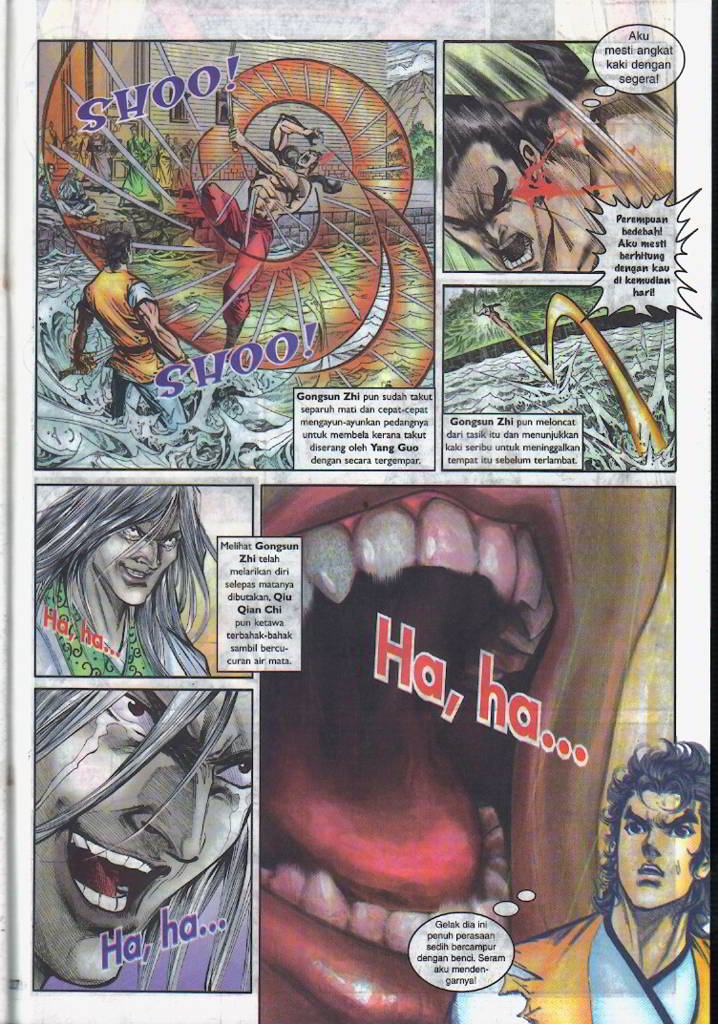 SHOO!
SHOO!
Gongsun Zhi pun sudah takut
separuh mati dan cepat-cepat
mengayun-ayunkan pedangnya
untuk membela kerana takut
diserang oleh Yang Guo
dengan secara tergempar.
Aku
mesti angkat
kaki dengan
segera!
Perempuan
bedebah!
Aku mesti
berhitung
dengan kau
di kemudian
hari!
Gongsun Zhi pun meloncat
dari tasik itu dan menunjukkan
kaki seribu untuk meninggalkan
tempat itu sebelum terlambat.
Ha, ha...
Melihat Gongsun
Zhi telah
melarikan diri
selepas matanya
dibutakan, Qiu
Qian Chi
pun ketawa
terbahak-bahak
sambil bercu-
curan air mata.
Ha, ha...
Ha, ha...
Gelak dia ini
penuh perasaan
sedih bercampur
dengan benci. Seram
aku menden-
garnya!
27